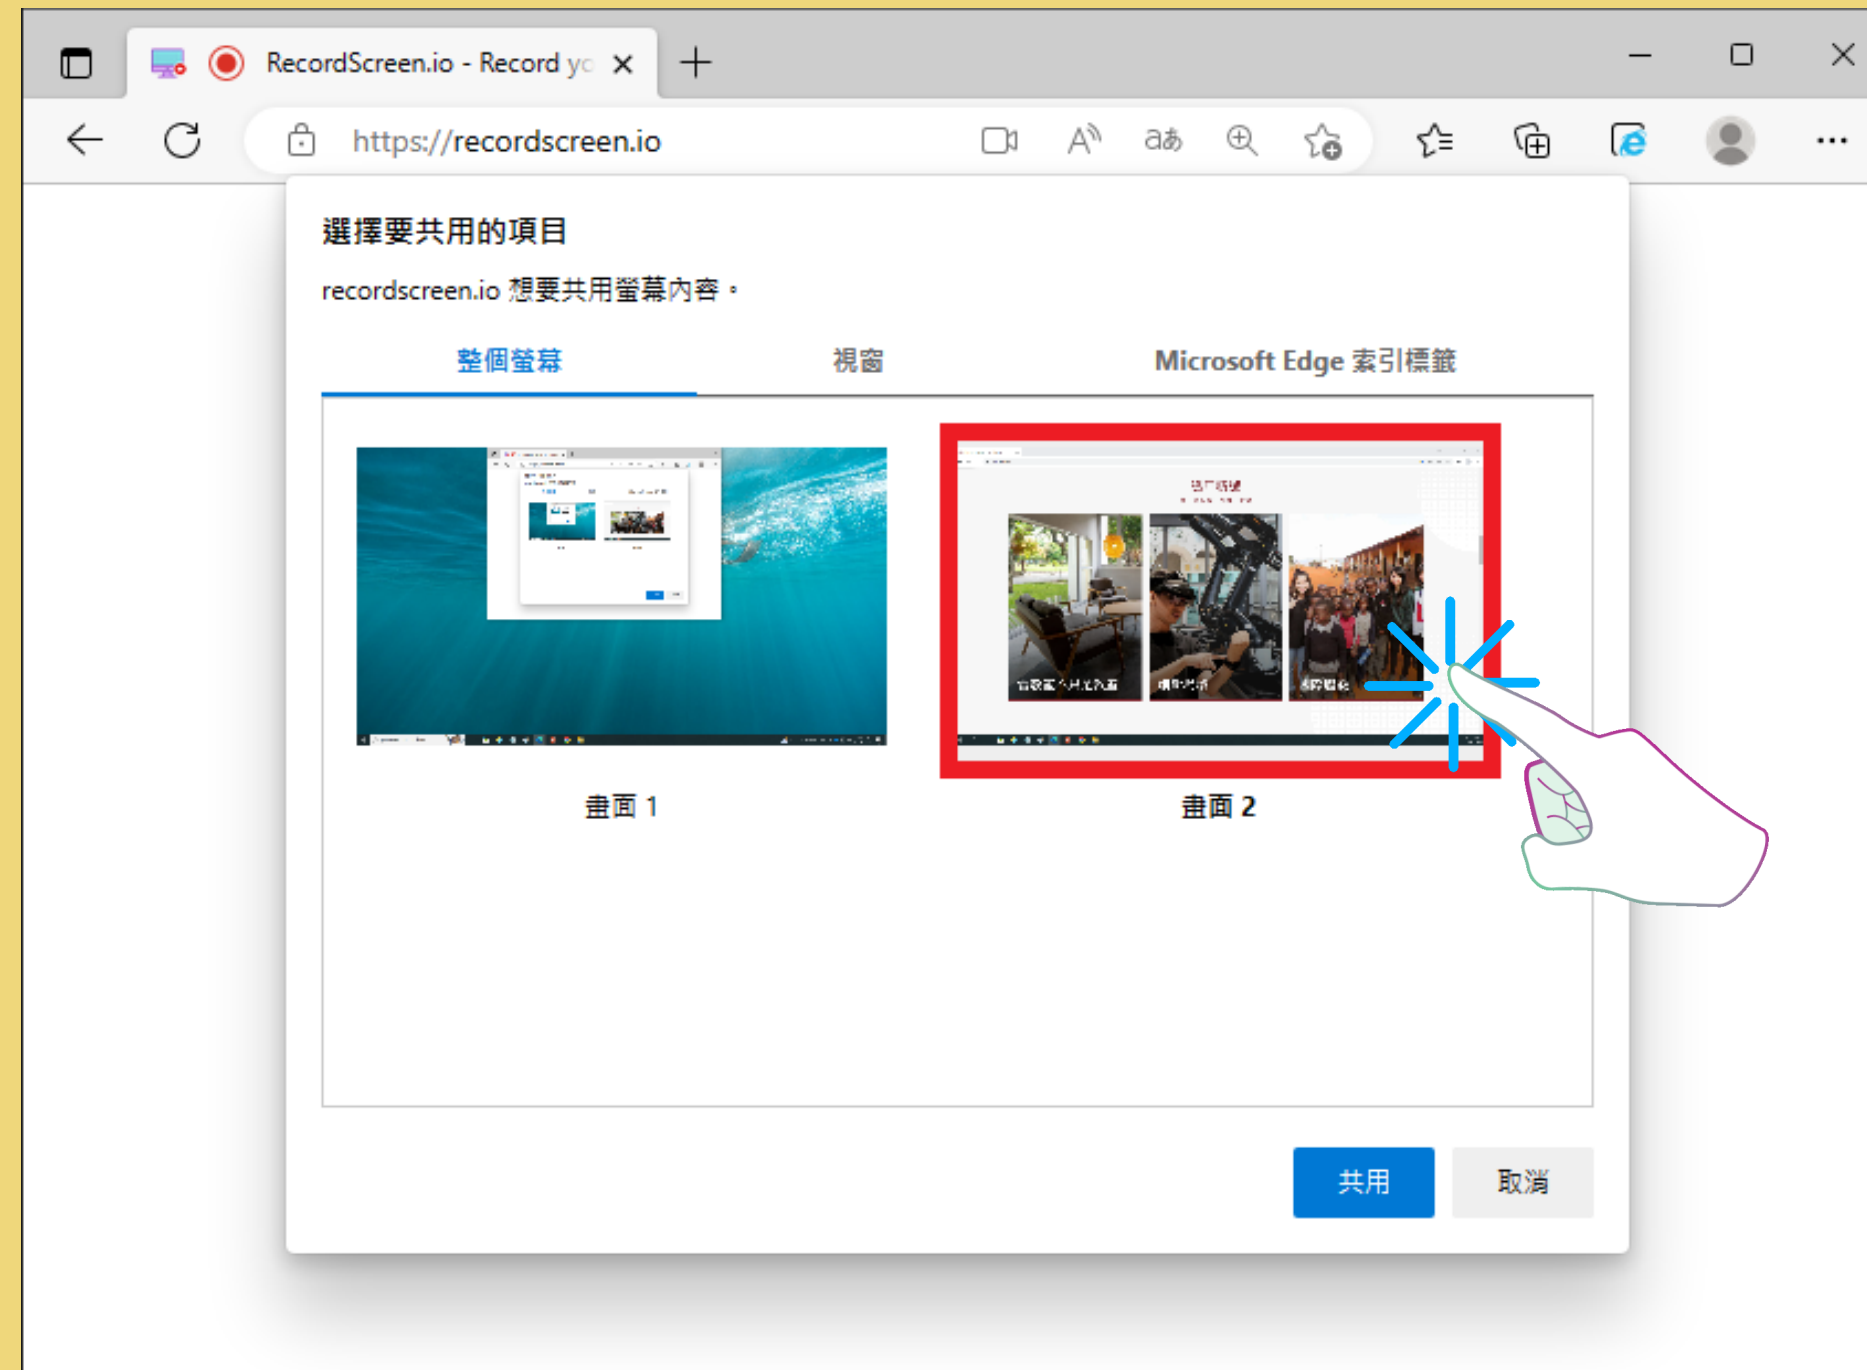 RecordScreen.io - Record yo
https://recordscreen.io
選擇要共用的項目
recordscreen.io 想要共用螢幕內容。
整個螢幕
視窗
Microsoft Edge 索引標籤
畫面 1
畫面 2
共用
取消